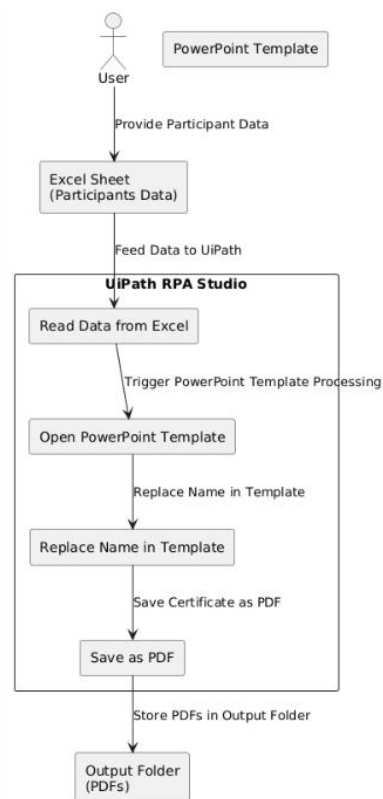 PowerPoint Template
User
Provide Participant Data
Excel Sheet
(Participants Data)
Feed Data to UiPath
UiPath RPA Studio
Read Data from Excel
Trigger PowerPoint Template Processing
Open PowerPoint Template
Replace Name in Template
Replace Name in Template
Save Certificate as PDF
Save as PDF
Store PDFs in Output Folder
Output Folder
(PDFs)